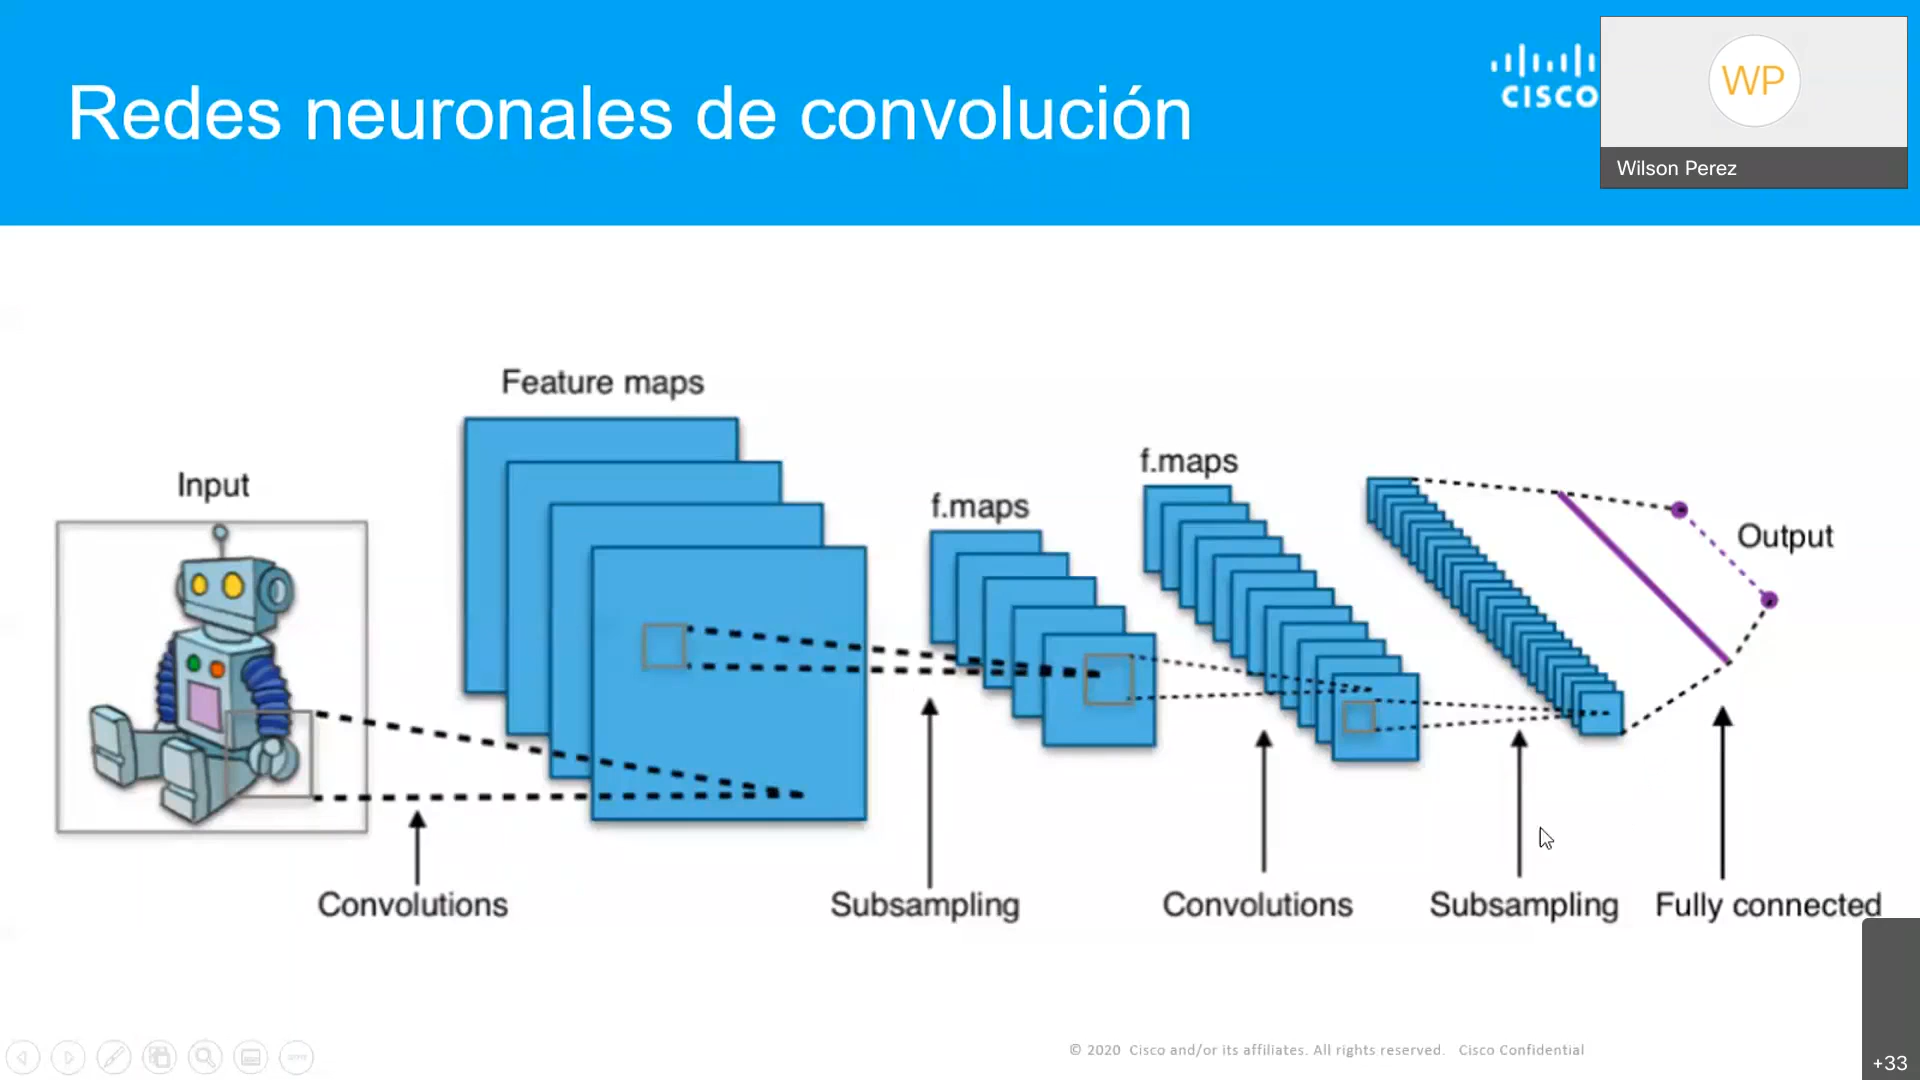 Redes neuronales de convolución
CISCO
WP
Wilson Perez
Feature maps
Input
f.maps
f.maps
Output
Convolutions
Subsampling
Convolutions
Subsampling
Fully connected
© 2020 Cisco and/or its affiliates. All rights reserved. Cisco Confidential
+33